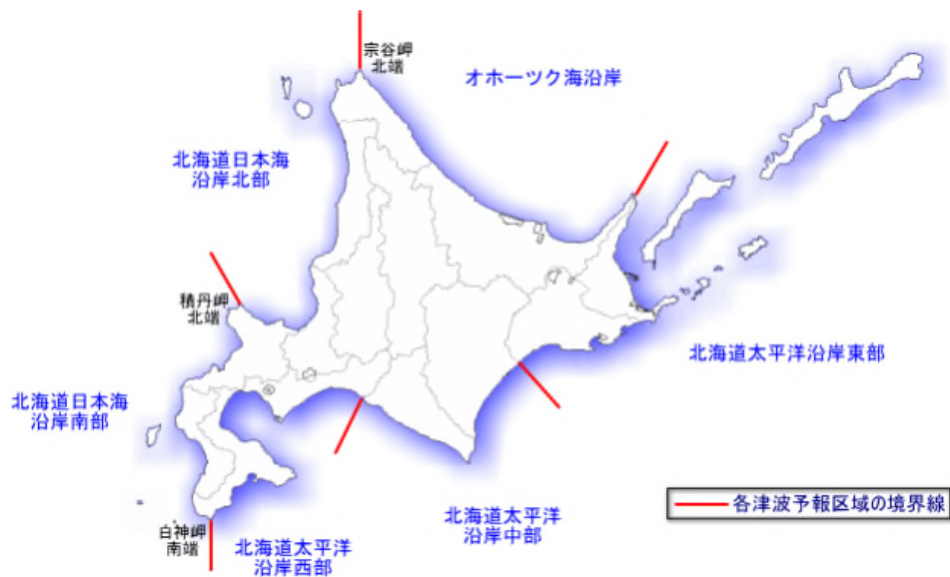 宗谷岬
北端
オホーツク海沿岸
北海道日本海
沿岸北部
積丹岬
北端
北海道太平洋沿岸東部
北海道日本海
沿岸南部
各津波予報区域の境界線
北海道太平洋
沿岸中部
白神岬
南端
北海道太平洋
沿岸西部